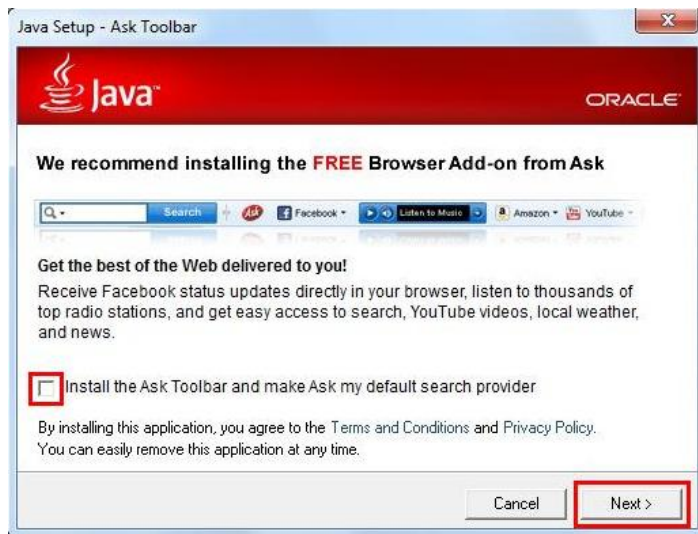 Java Setup - Ask Toolbar
Java™
ORACLE
We recommend installing the FREE Browser Add-on from Ask
Search Ask Facebook Listen to Music Amazon YouTube
Get the best of the Web delivered to you!
Receive Facebook status updates directly in your browser, listen to thousands of
top radio stations, and get easy access to search, YouTube videos, local weather,
and news.
Install the Ask Toolbar and make Ask my default search provider
By installing this application, you agree to the Terms and Conditions and Privacy Policy.
You can easily remove this application at any time.
Cancel Next >